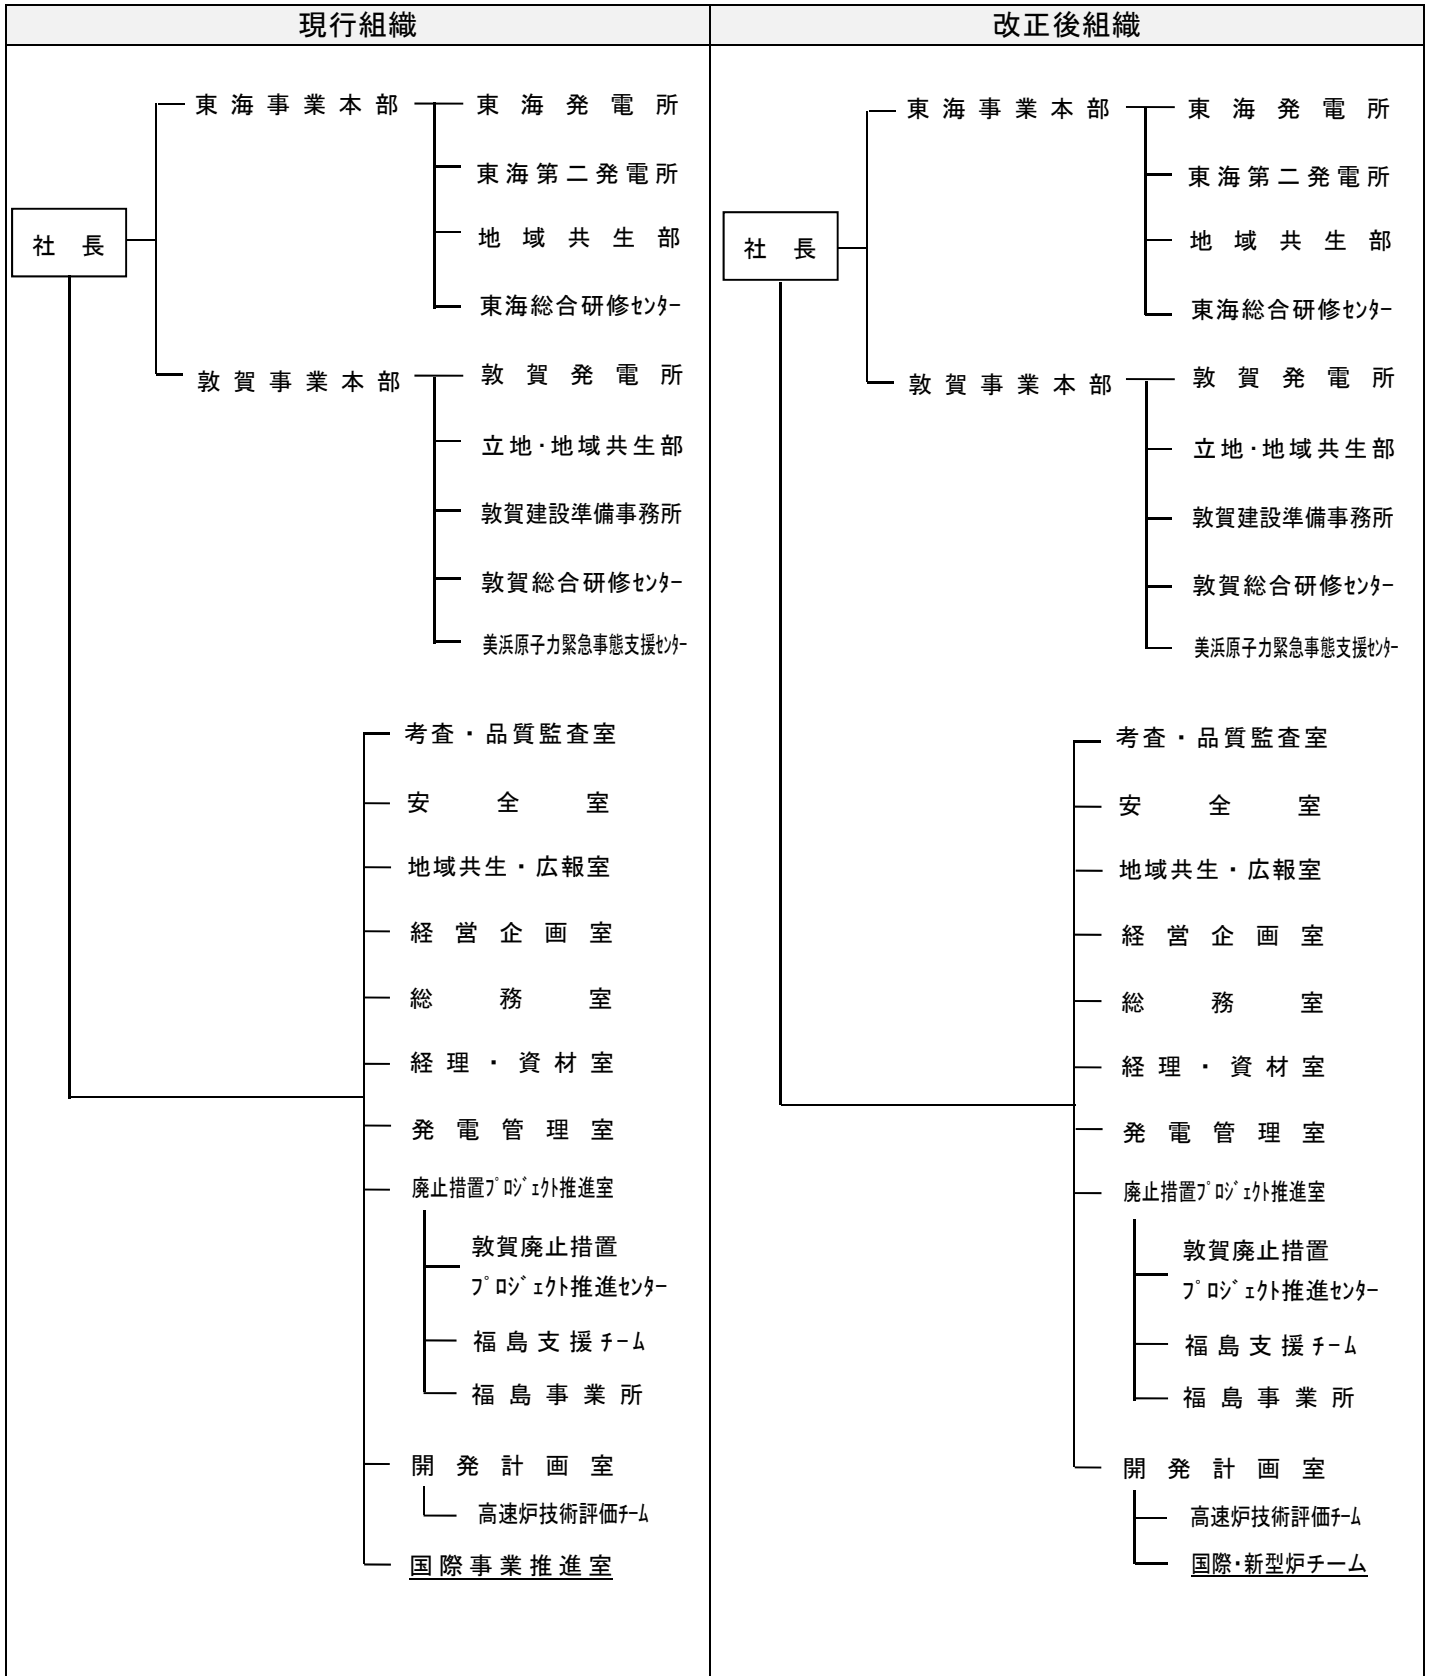 現行組織
社長
東海事業本部
東海発電所
東海第二発電所
地域共生部
東海総合研修ｾﾝﾀｰ
敦賀事業本部
敦賀発電所
立地･地域共生部
敦賀建設準備事務所
敦賀総合研修ｾﾝﾀｰ
美浜原子力緊急事態支援ｾﾝﾀｰ
考査・品質監査室
安全室
地域共生・広報室
経営企画室
総務室
経理・資材室
発電管理室
廃止措置ﾌﾟﾛｼﾞｪｸﾄ推進室
敦賀廃止措置
ﾌﾟﾛｼﾞｪｸﾄ推進ｾﾝﾀｰ
福島支援ﾁｰﾑ
福島事業所
開発計画室
高速炉技術評価ﾁｰﾑ
国際事業推進室
改正後組織
社長
東海事業本部
東海発電所
東海第二発電所
地域共生部
東海総合研修ｾﾝﾀｰ
敦賀事業本部
敦賀発電所
立地･地域共生部
敦賀建設準備事務所
敦賀総合研修ｾﾝﾀｰ
美浜原子力緊急事態支援ｾﾝﾀｰ
考査・品質監査室
安全室
地域共生・広報室
経営企画室
総務室
経理・資材室
発電管理室
廃止措置ﾌﾟﾛｼﾞｪｸﾄ推進室
敦賀廃止措置
ﾌﾟﾛｼﾞｪｸﾄ推進ｾﾝﾀｰ
福島支援ﾁｰﾑ
福島事業所
開発計画室
高速炉技術評価ﾁｰﾑ
国際･新型炉チーム